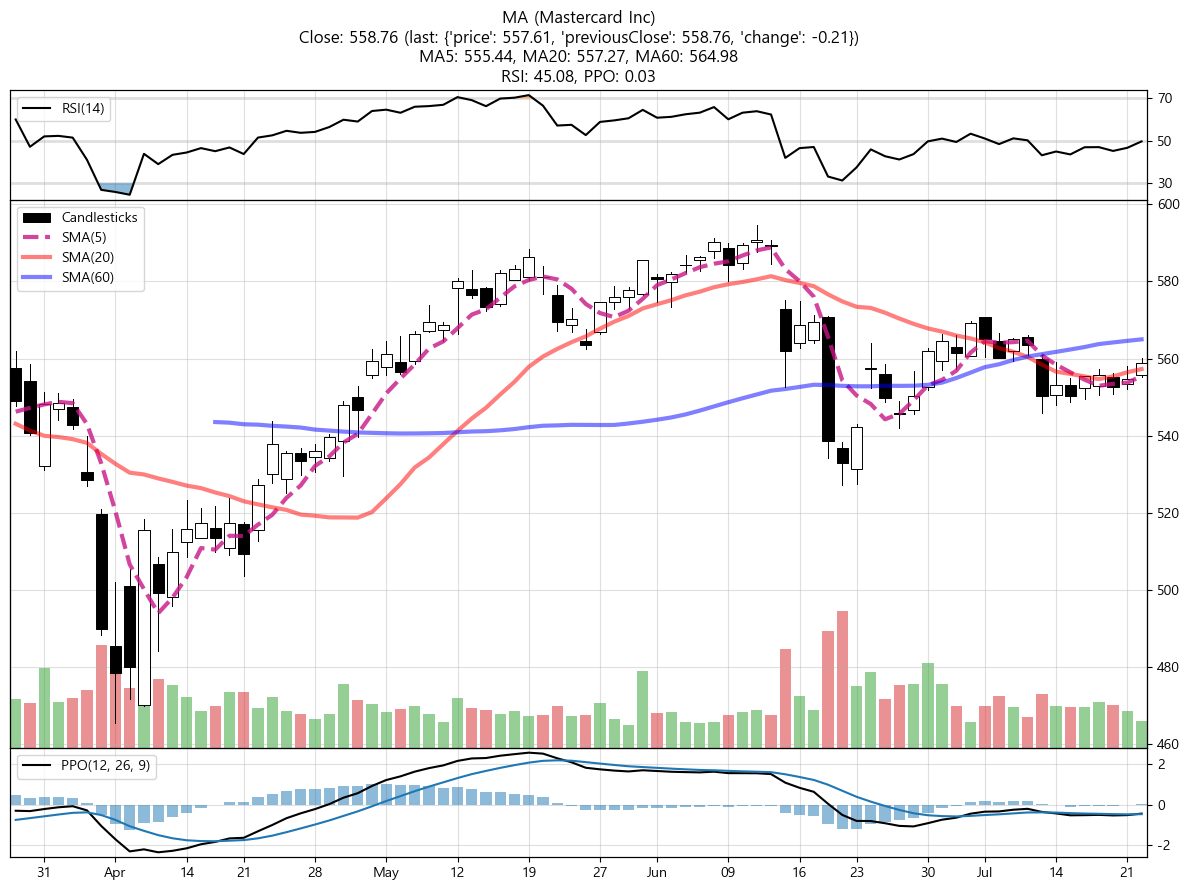 MA (Mastercard Inc)
Close: 558.76 (last: {'price': 557.61, 'previousClose': 558.76, 'change': -0.21})
MA5: 555.44, MA20: 557.27, MA60: 564.98
RSI: 45.08, PPO: 0.03
RSI(14)
70
50
30
Candlesticks
SMA(5)
SMA(20)
SMA(60)
600
580
560
540
520
500
480
460
PPO(12, 26, 9)
2
0
-2
31 Apr 14 21 28 May 12 19 27 Jun 09 16 23 30 Jul 14 21